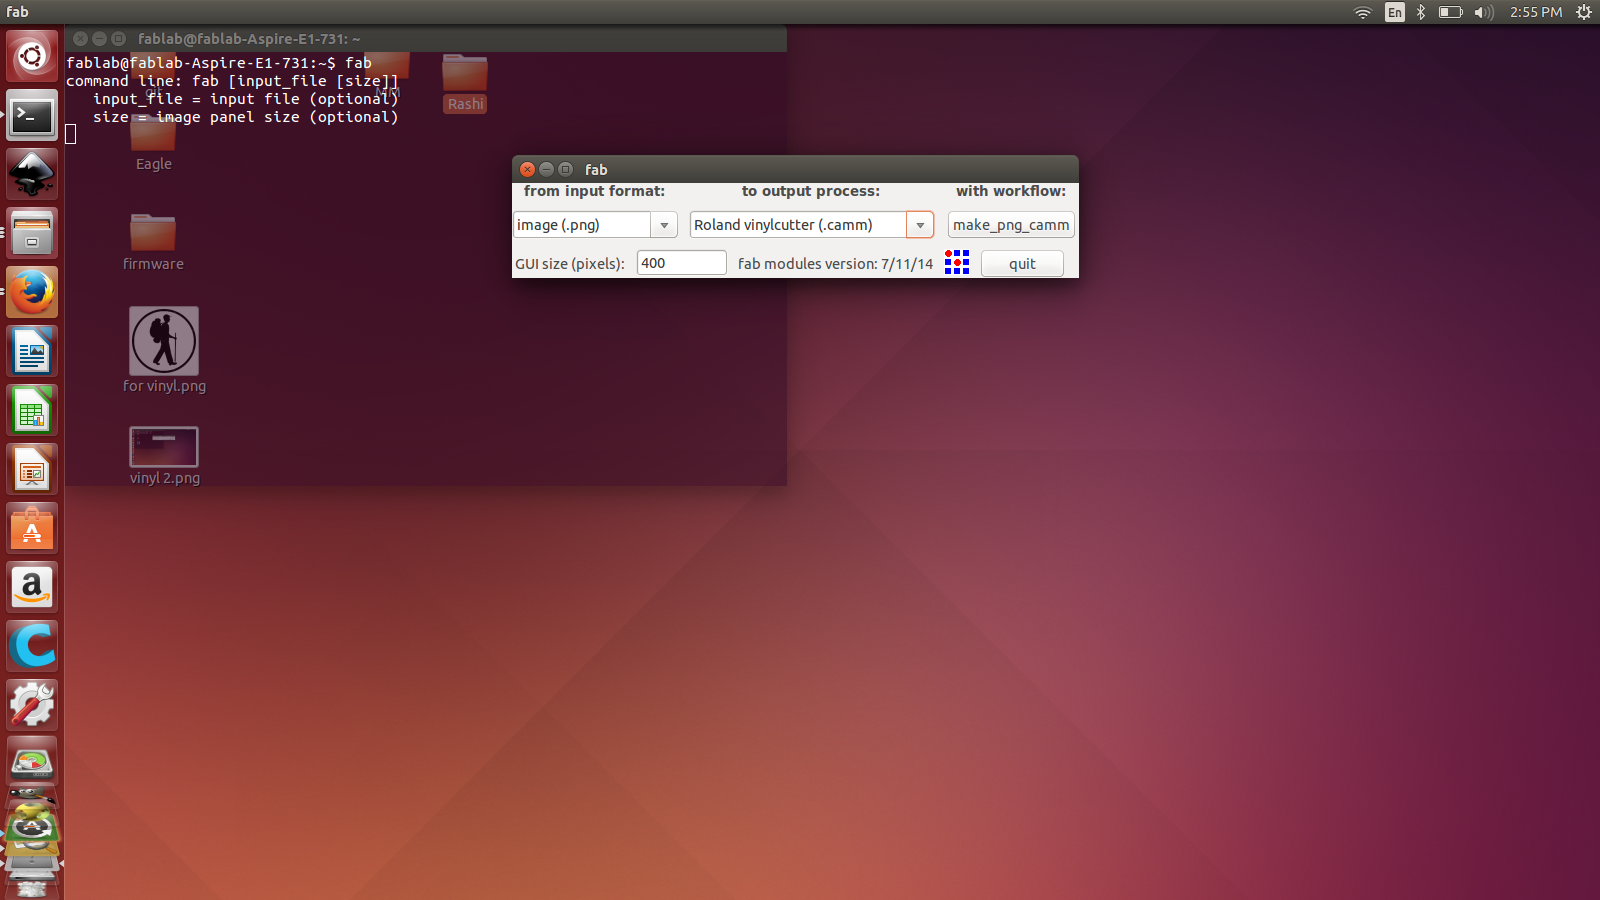 fab
En
2:55 PM
fablab@fablab-Aspire-E1-731: ~
fablab@fablab-Aspire-E1-731:~$ fab
command line: fab [input_file [size]]
   input_file = input file (optional)
   size = image panel size (optional)
git
MM
Rashi
Eagle
firmware
for vinyl.png
vinyl 2.png
fab
from input format: to output process: with workflow:
image (.png) Roland vinylcutter (.camm) make_png_camm
GUI size (pixels): 400 fab modules version: 7/11/14 quit